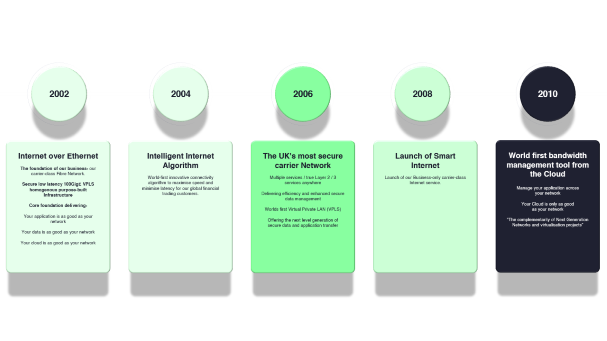 2002
Internet over Ethernet
The foundation of our business: our
carrier-class Fibre Network.
Secure low latency 100Gigs VPLS
homogenous purpose-built
Infrastructure
Core foundation delivering:
Your application is as good as your
network
Your data is as good as your network
Your cloud is as good as your network
2004
Intelligent Internet
Algorithm
World-first innovative connectivity
algorithm to maximise speed and
minimise latency for our global financial
trading customers
2006
The UK's most secure
carrier Network
Multiple services / true Layer 2 / 3
services anywhere
Delivering efficiency and enhanced secure
data management
Worlds first Virtual Private LAN (VPLS)
Offering the next level generation of
secure data and application transfer
2008
Launch of Smart
Internet
Launch of our Business-only carrier-class
internet service
2010
World first bandwidth
management tool from
the Cloud
Manage your application across
your network
Your Cloud is only as good
as your network
"The complementarity of Next Generation
Networks and virtualisation projects"